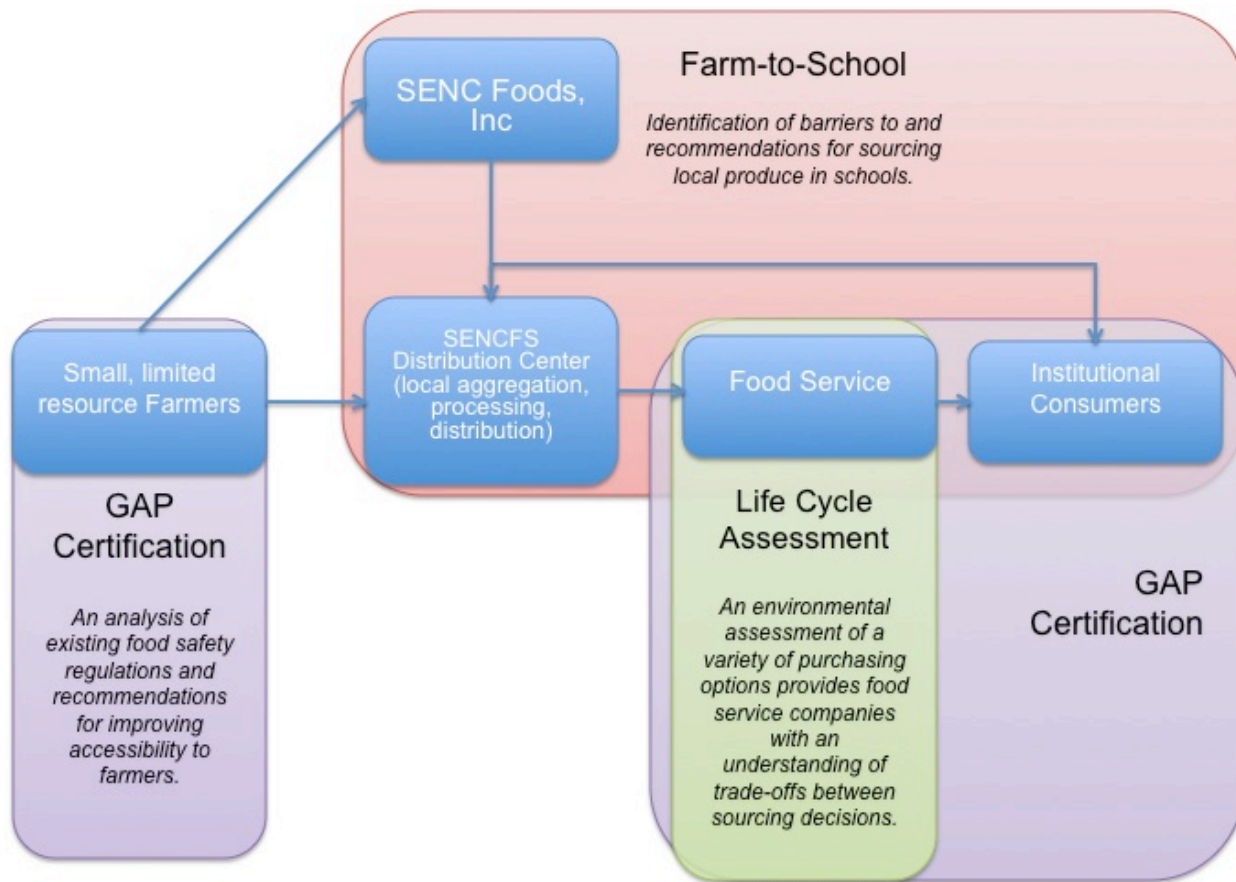 SENC Foods,
Inc
Farm-to-School
Identification of barriers to and
recommendations for sourcing
local produce in schools.
Small, limited
resource Farmers
SENCFS
Distribution Center
(local aggregation,
processing,
distribution)
Food Service
Institutional
Consumers
GAP
Certification
An analysis of
existing food safety
regulations and
recommendations
for improving
accessibility to
farmers.
Life Cycle
Assessment
An environmental
assessment of a
variety of purchasing
options provides food
service companies
with an
understanding of
trade-offs between
sourcing decisions.
GAP
Certification